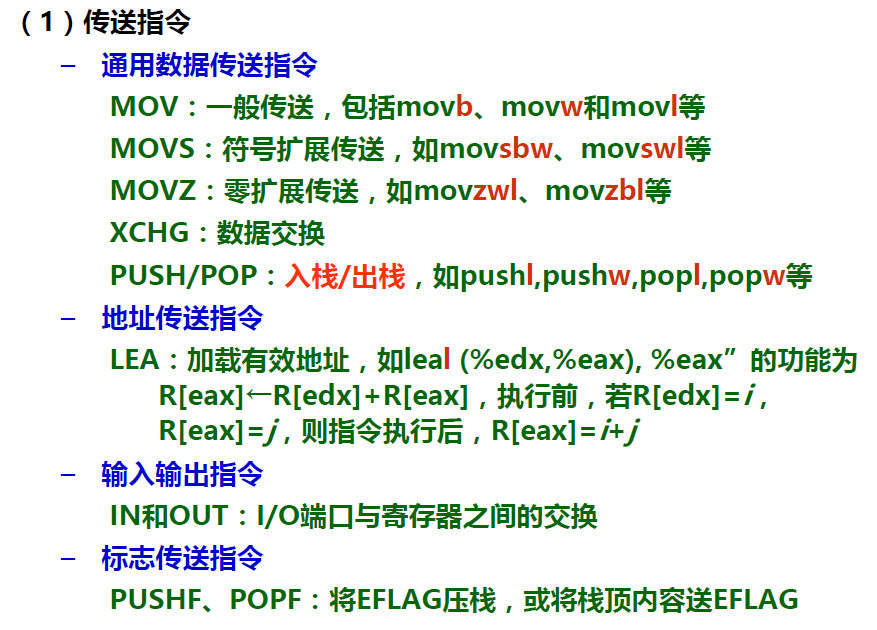 （1）传送指令
– 通用数据传送指令
MOV：一般传送，包括movb、movw和movl等
MOVS：符号扩展传送，如movsbw、movswl等
MOVZ：零扩展传送，如movzwl、movzbl等
XCHG：数据交换
PUSH/POP：入栈/出栈，如pushl,pushw,popl,popw等
– 地址传送指令
LEA：加载有效地址，如leal (%edx,%eax), %eax”的功能为
R[eax]←R[edx]+R[eax]，执行前，若R[edx]=i，
R[eax]=j，则指令执行后，R[eax]=i+j
– 输入输出指令
IN和OUT：I/O端口与寄存器之间的交换
– 标志传送指令
PUSHF、POPF：将EFLAG压栈，或将栈顶内容送EFLAG